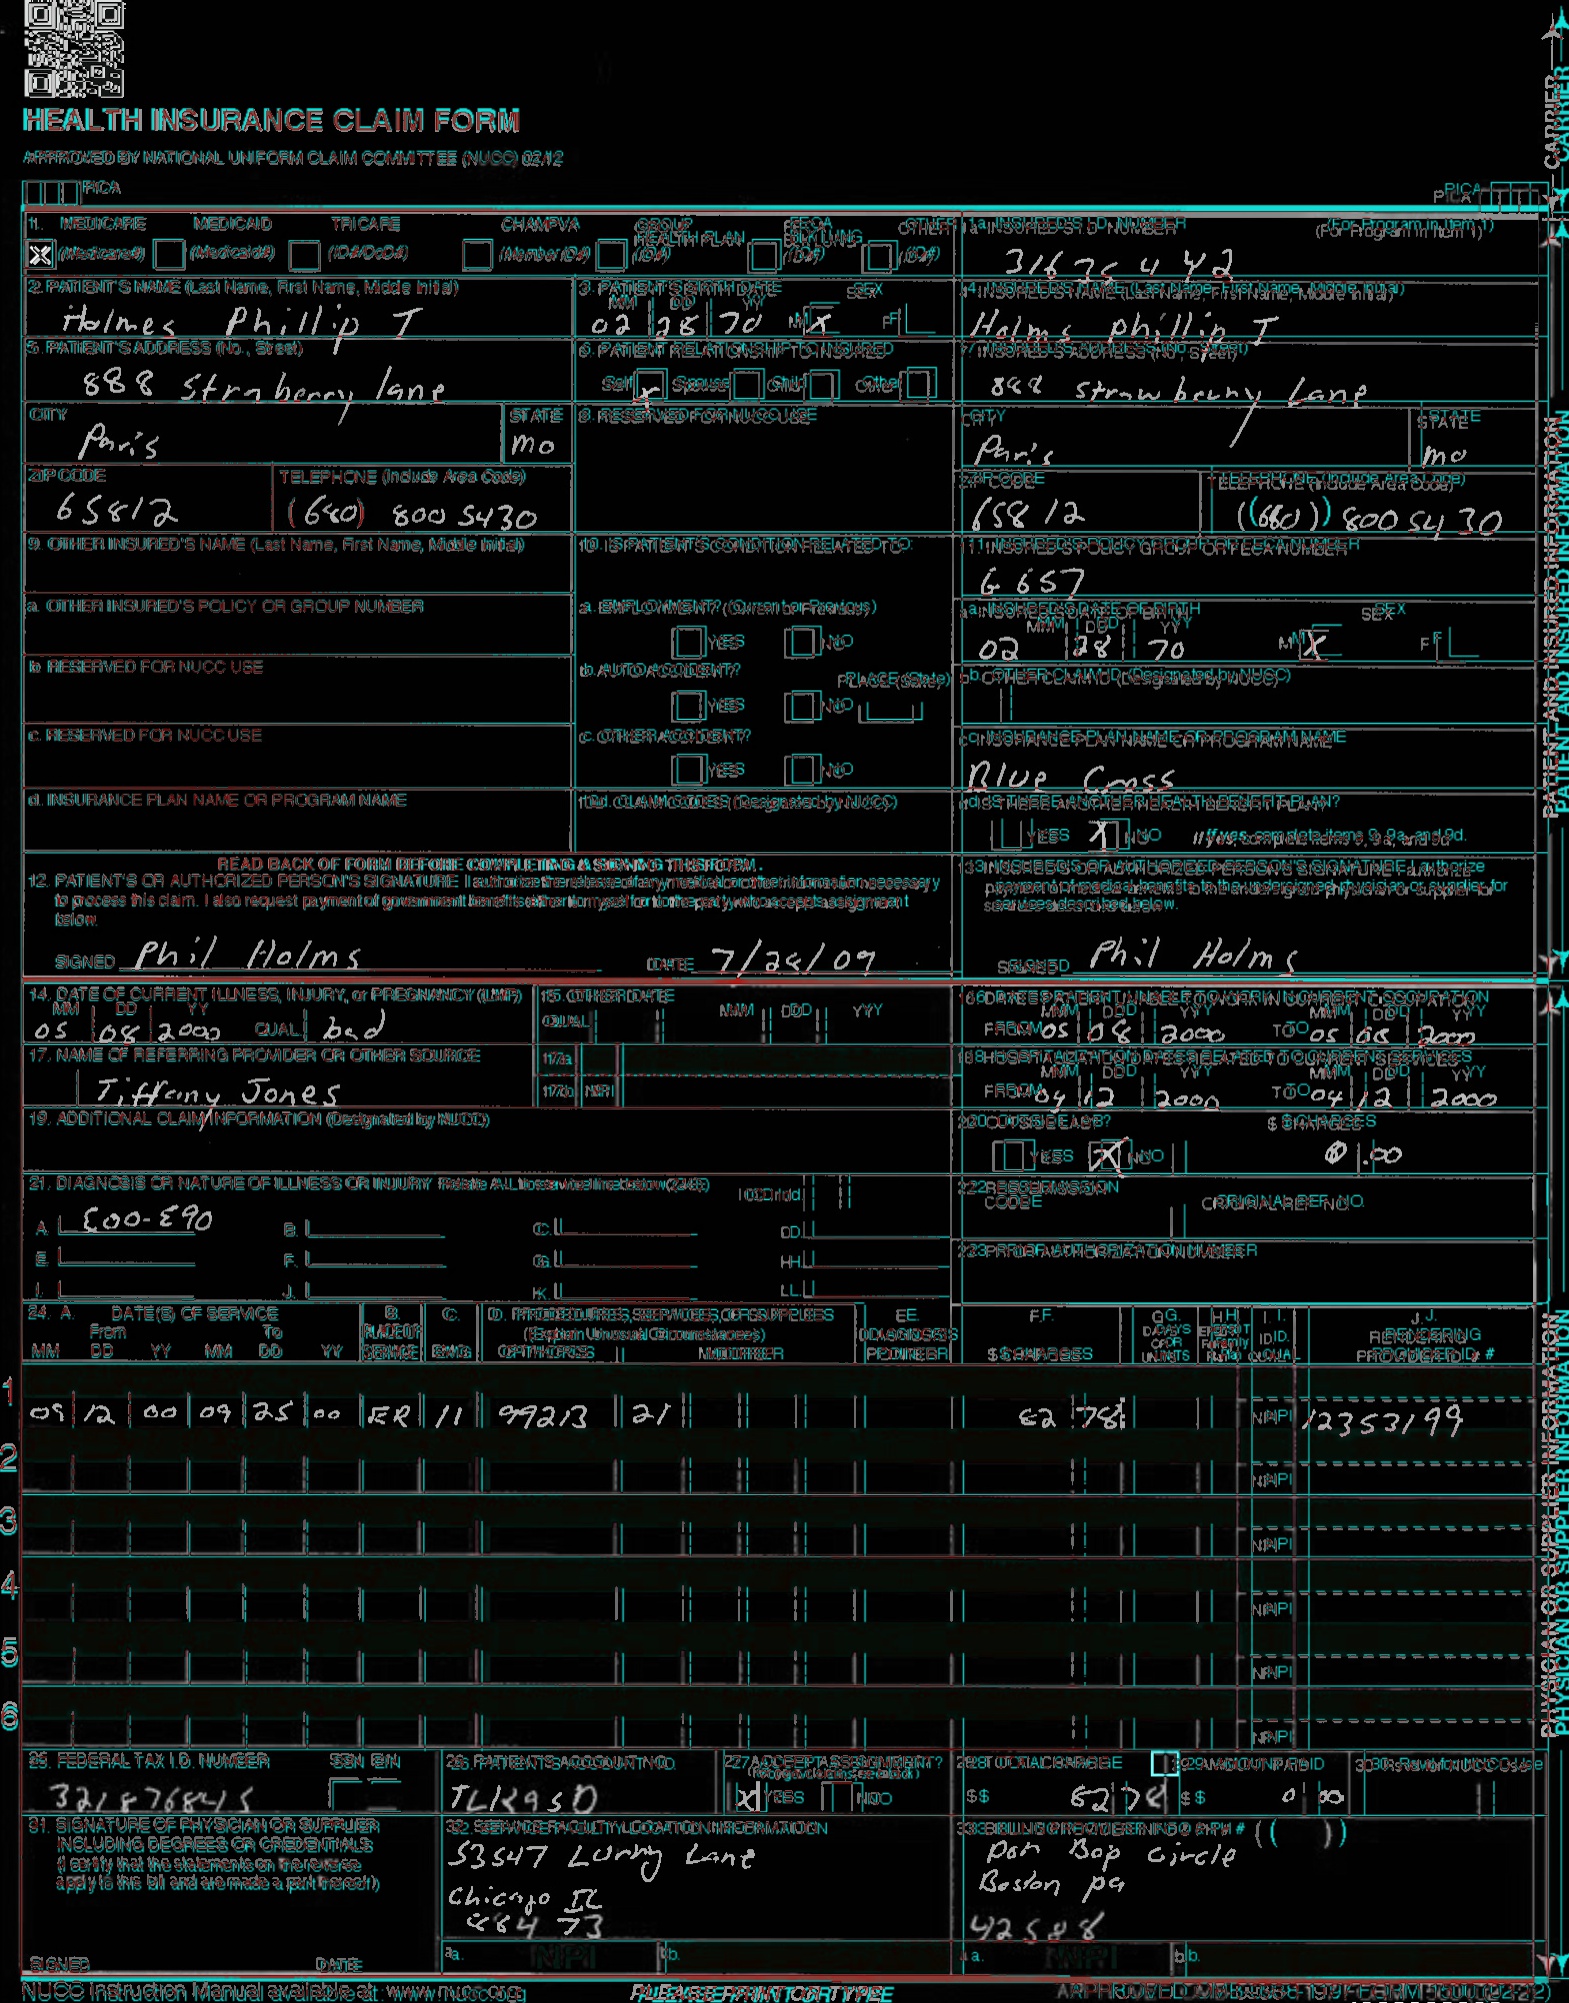 HEALTH INSURANCE CLAIM FORM
APPROVED BY NATIONAL UNIFORM CLAIM COMMITTEE (NUCC) 02/12
PICA PICA
CARRIER
1. MEDICARE MEDICAID TRICARE CHAMPVA GROUP HEALTH PLAN FECA BLK LUNG OTHER
X (Medicare#) (Medicaid#) (ID#/DoD#) (Member ID#) (ID#) (ID#) (ID#)
1a. INSURED'S I.D. NUMBER (For Program in Item 1)
2. PATIENT'S NAME (Last Name, First Name, Middle Initial)
Holmes Phillip T
3. PATIENT'S BIRTH DATE SEX
MM DD YY
02 28 70 M X F
4. INSURED'S NAME (Last Name, First Name, Middle Initial)
Holms phillip T
5. PATIENT'S ADDRESS (No., Street)
888 Straberry lane
6. PATIENT RELATIONSHIP TO INSURED
Self X Spouse Child Other
7. INSURED'S ADDRESS (No., Street)
888 strawberry Lane
CITY STATE
Paris mo
8. RESERVED FOR NUCC USE
CITY STATE
Paris mo
ZIP CODE TELEPHONE (Include Area Code)
65812 (660) 800 5430
ZIP CODE TELEPHONE (Include Area Code)
65812 (660) 800 5430
9. OTHER INSURED'S NAME (Last Name, First Name, Middle Initial)
10. IS PATIENT'S CONDITION RELATED TO:
11. INSURED'S POLICY GROUP OR FECA NUMBER
G 657
a. OTHER INSURED'S POLICY OR GROUP NUMBER
a. EMPLOYMENT? (Current or Previous)
YES NO
a. INSURED'S DATE OF BIRTH SEX
MM DD YY
02 28 70 M X F
b. RESERVED FOR NUCC USE
b. AUTO ACCIDENT? PLACE (State)
YES NO
b. OTHER CLAIM ID (Designated by NUCC)
c. RESERVED FOR NUCC USE
c. OTHER ACCIDENT?
YES NO
c. INSURANCE PLAN NAME OR PROGRAM NAME
Blue Cross
d. INSURANCE PLAN NAME OR PROGRAM NAME
10d. CLAIM CODES (Designated by NUCC)
d. IS THERE ANOTHER HEALTH BENEFIT PLAN?
YES X NO If yes, complete items 9, 9a, and 9d.
READ BACK OF FORM BEFORE COMPLETING & SIGNING THIS FORM.
12. PATIENT'S OR AUTHORIZED PERSON'S SIGNATURE I authorize the release of any medical or other information necessary
to process this claim. I also request payment of government benefits either to myself or to the party who accepts assignment
below.
SIGNED Phil Holms DATE 7/28/09
13. INSURED'S OR AUTHORIZED PERSON'S SIGNATURE I authorize
payment of medical benefits to the undersigned physician or supplier for
services described below.
SIGNED Phil Holms
PATIENT AND INSURED INFORMATION
14. DATE OF CURRENT ILLNESS, INJURY, or PREGNANCY (LMP)
MM DD YY
05 08 2000 QUAL. bad
15. OTHER DATE
QUAL. MM DD YY
16. DATES PATIENT UNABLE TO WORK IN CURRENT OCCUPATION
MM DD YY MM DD YY
FROM 05 08 2000 TO 05 08 2000
17. NAME OF REFERRING PROVIDER OR OTHER SOURCE
Tiffany Jones
17a.
17b. NPI
18. HOSPITALIZATION DATES RELATED TO CURRENT SERVICES
MM DD YY MM DD YY
FROM 04 12 2000 TO 04 12 2000
19. ADDITIONAL CLAIM INFORMATION (Designated by NUCC)
20. OUTSIDE LAB? $ CHARGES
YES X NO
21. DIAGNOSIS OR NATURE OF ILLNESS OR INJURY Relate A-L to service line below (24E) ICD Ind.
A. E00-E90 B. C. D.
E. F. G. H.
I. J. K. L.
22. RESUBMISSION CODE ORIGINAL REF. NO.
23. PRIOR AUTHORIZATION NUMBER
24. A. DATE(S) OF SERVICE B. C. D. PROCEDURES, SERVICES, OR SUPPLIES E. F. G. H. I. J.
From To PLACE OF (Explain Unusual Circumstances) DIAGNOSIS DAYS OR UNITS EPSDT Family Plan ID. RENDERING
MM DD YY MM DD YY SERVICE EMG CPT/HCPCS MODIFIER POINTER $ CHARGES QUAL. PROVIDER ID. #
1 09 12 00 09 25 00 ER 11 99213 21 62 78 NPI 12353199
2 NPI
3 NPI
4 NPI
5 NPI
6 NPI
25. FEDERAL TAX I.D. NUMBER SSN EIN
321876845
26. PATIENT'S ACCOUNT NO.
27. ACCEPT ASSIGNMENT?
X YES NO
28. TOTAL CHARGE
$ 62 78
29. AMOUNT PAID
$ 0 00
30. Rsvd for NUCC Use
31. SIGNATURE OF PHYSICIAN OR SUPPLIER
INCLUDING DEGREES OR CREDENTIALS
(I certify that the statements on the reverse
apply to this bill and are made a part thereof.)
SIGNED DATE
32. SERVICE FACILITY LOCATION INFORMATION
Lane
Chicago IL
88473
a. NPI b.
33. BILLING PROVIDER INFO & PH # ( )
Bop circle
Boston pa
42588
a. NPI b.
PHYSICIAN OR SUPPLIER INFORMATION
NUCC Instruction Manual available at: www.nucc.org
PLEASE PRINT OR TYPE
APPROVED OMB-0938-1197 FORM 1500 (02-12)